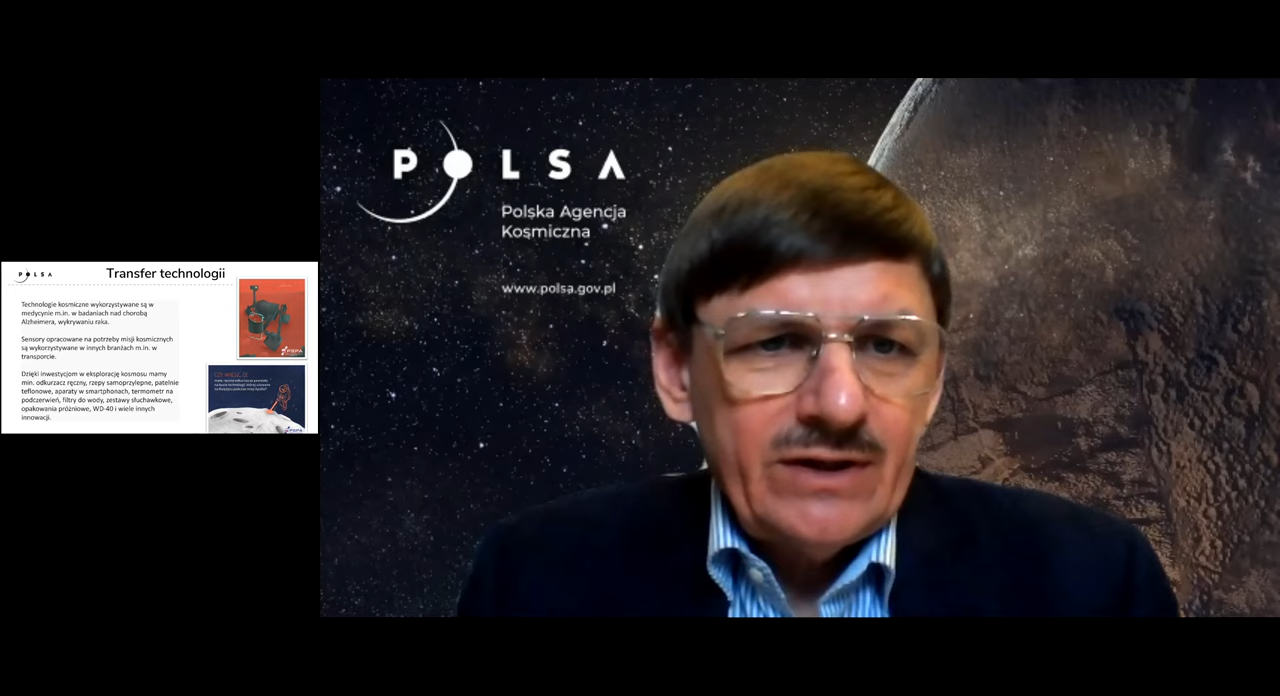 POLSA
Transfer technologii
Technologie kosmiczne wykorzystywane są w
medycynie m.in. w badaniach nad chorobą
Alzheimera, wykrywaniu raka.
Sensory opracowane na potrzeby misji kosmicznych
są wykorzystywane w innych branżach m.in. w
transporcie.
Dzięki inwestycjom w eksplorację kosmosu mamy
min. odkurzacz ręczny, rzepy samoprzylepne, patelnie
teflonowe, aparaty w smartphonach, termometr na
podczerwień, filtry do wody, zestawy słuchawkowe,
opakowania próżniowe, WD-40 i wiele innych
innowacji.
CZY WIESZ, ŻE
POLSA
Polska Agencja
Kosmiczna
www.polsa.gov.pl